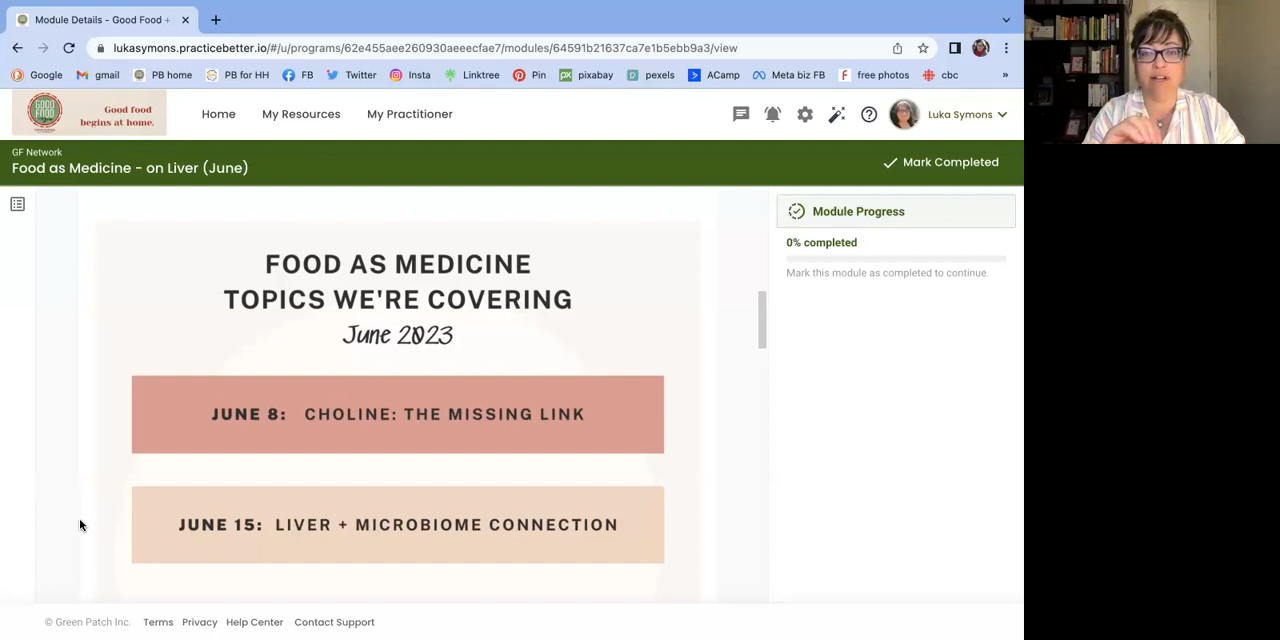 Module Details - Good Food +
lukasymons.practicebetter.io/#/u/programs/62e455aee260930aeeecfae7/modules/64591b21637ca7e1b5ebb9a3/view
Google gmail PB home PB for HH FB Twitter Insta Linktree Pin pixabay pexels ACamp Meta biz FB free photos cbc »
GOOD FOOD
Good food
begins at home.
Home My Resources My Practitioner
Luka Symons
GF Network
Food as Medicine - on Liver (June)
Mark Completed
Module Progress
0% completed
Mark this module as completed to continue.
FOOD AS MEDICINE
TOPICS WE'RE COVERING
June 2023
JUNE 8: CHOLINE: THE MISSING LINK
JUNE 15: LIVER + MICROBIOME CONNECTION
© Green Patch Inc. Terms Privacy Help Center Contact Support